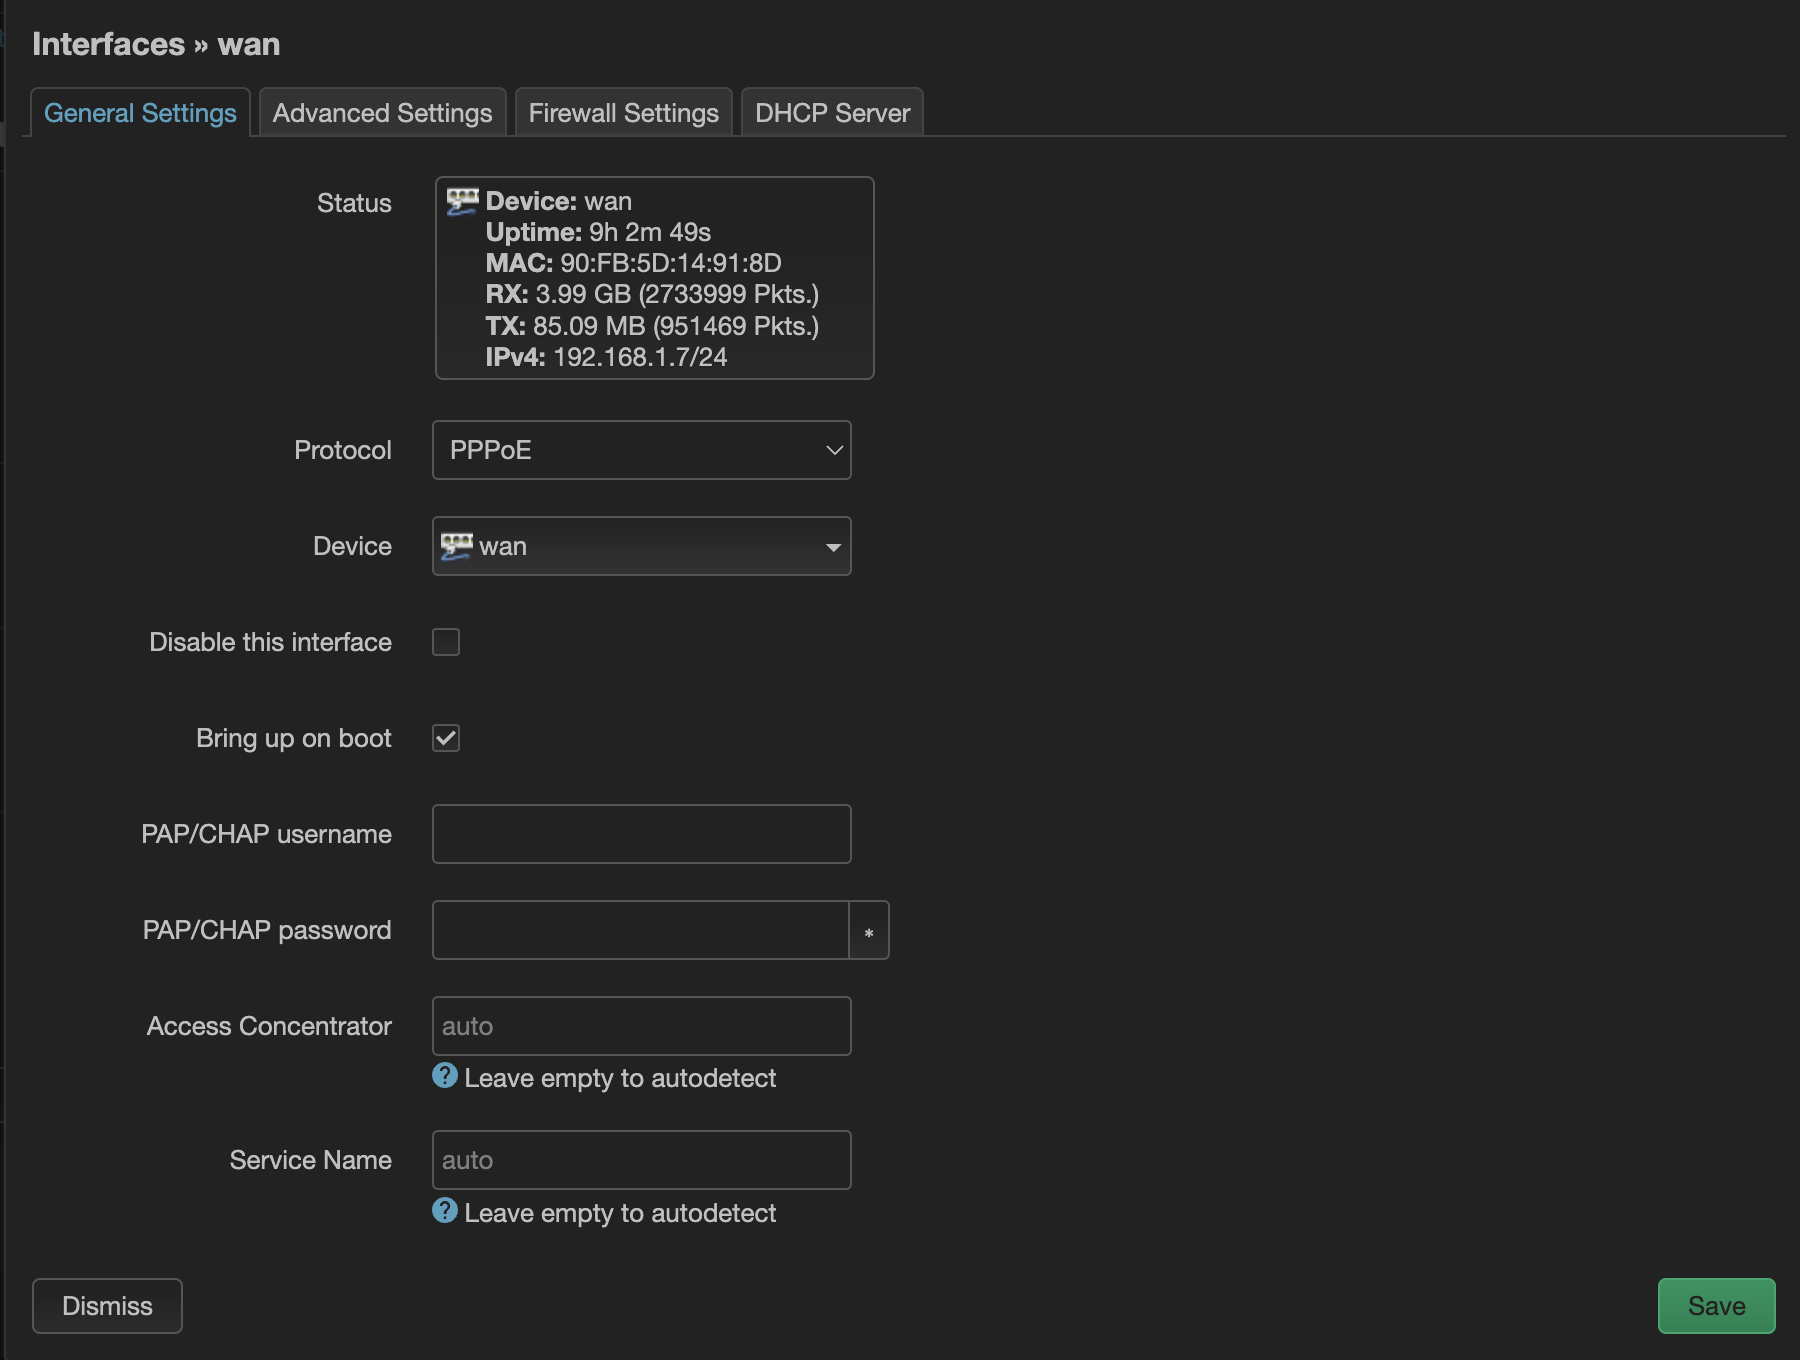 Interfaces » wan
General Settings
Advanced Settings
Firewall Settings
DHCP Server
Status
Device: wan
Uptime: 9h 2m 49s
MAC: 90:FB:5D:14:91:8D
RX: 3.99 GB (2733999 Pkts.)
TX: 85.09 MB (951469 Pkts.)
IPv4: 192.168.1.7/24
Protocol
PPPoE
Device
wan
Disable this interface
Bring up on boot
PAP/CHAP username
PAP/CHAP password
*
Access Concentrator
auto
Leave empty to autodetect
Service Name
auto
Leave empty to autodetect
Dismiss
Save